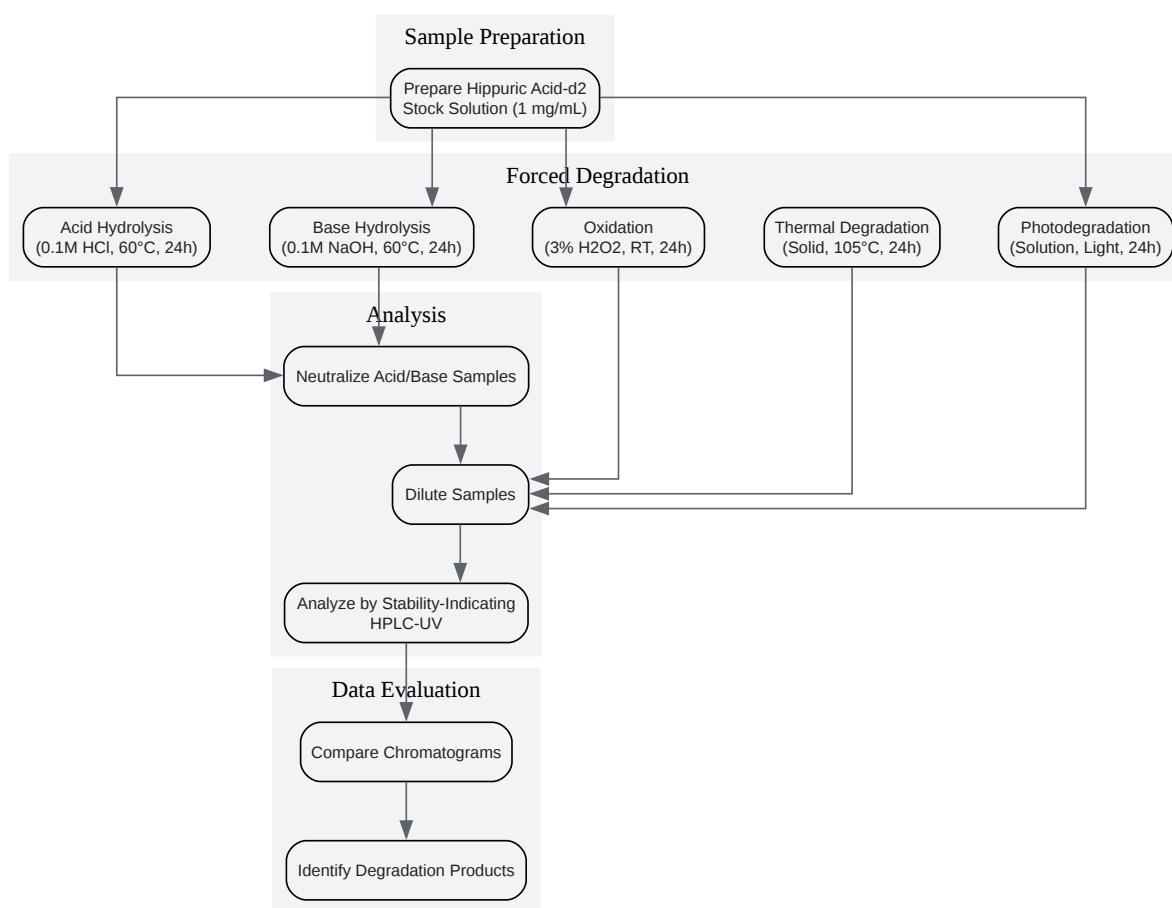 Sample Preparation
Prepare Hippuric Acid-d2
Stock Solution (1 mg/mL)
Forced Degradation
Acid Hydrolysis
(0.1M HCl, 60°C, 24h)
Base Hydrolysis
(0.1M NaOH, 60°C, 24h)
Oxidation
(3% H2O2, RT, 24h)
Thermal Degradation
(Solid, 105°C, 24h)
Photodegradation
(Solution, Light, 24h)
Analysis
Neutralize Acid/Base Samples
Dilute Samples
Analyze by Stability-Indicating
HPLC-UV
Data Evaluation
Compare Chromatograms
Identify Degradation Products